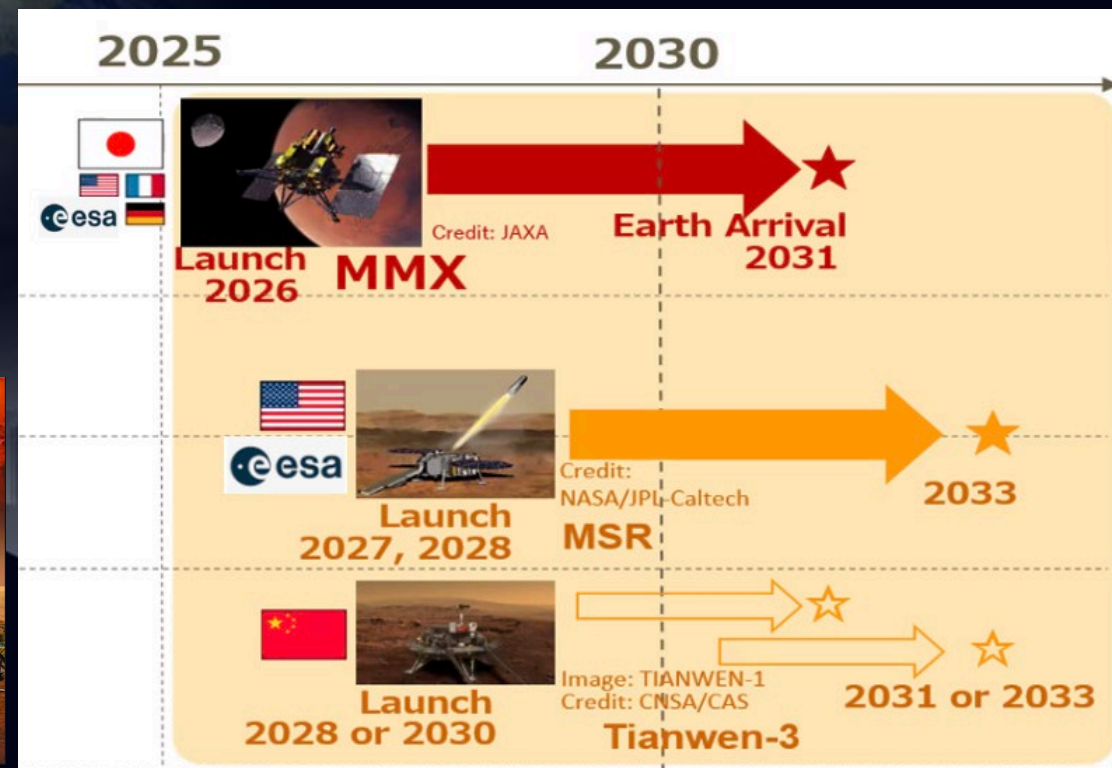 2025
2030
esa
Credit: JAXA
Launch
2026
MMX
Earth Arrival
2031
esa
Credit:
NASA/JPL-Caltech
Launch
2027, 2028
MSR
2033
Image: TIANWEN-1
Credit: CNSA/CAS
Launch
2028 or 2030
Tianwen-3
2031 or 2033